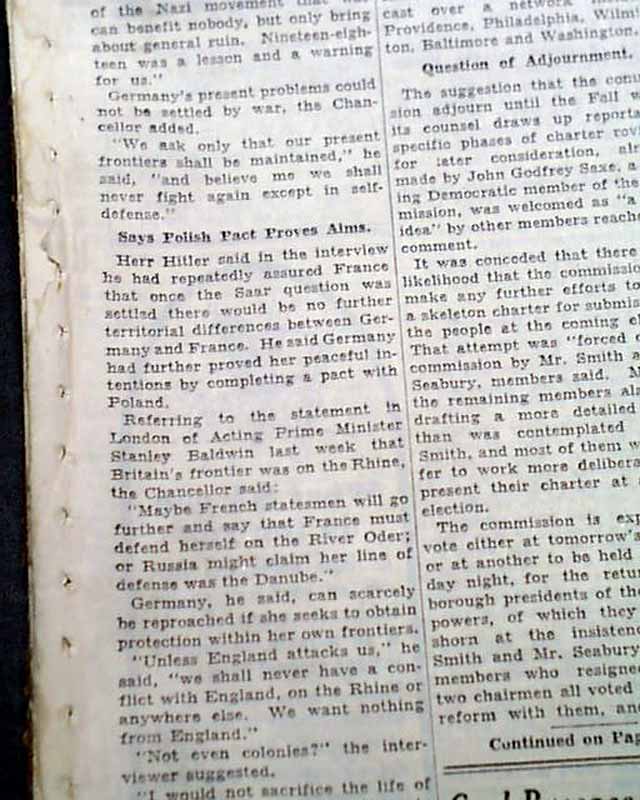 of the Nazi movement that
can benefit nobody, but only bring
about general ruin. Nineteen-eigh-
teen was a lesson and a warning
for us."
Germany's present problems could
not be settled by war, the Chan-
cellor added.
"We ask only that our present
frontiers shall be maintained," he
said, "and believe me we shall
never fight again except in self-
defense."
Says Polish Pact Proves Aims.
Herr Hitler said in the interview
he had repeatedly assured France
that once the Saar question was
settled there would be no further
territorial differences between Ger-
many and France. He said Germany
had further proved her peaceful in-
tentions by completing a pact with
Poland.
Referring to the statement in
London of Acting Prime Minister
Stanley Baldwin last week that
Britain's frontier was on the Rhine,
the Chancellor said:
"Maybe French statesmen will go
further and say that France must
defend herself on the River Oder;
or Russia might claim her line of
defense was the Danube."
Germany, he said, can scarcely
be reproached if she seeks to obtain
protection within her own frontiers.
"Unless England attacks us," he
said, "we shall never have a con-
flict with England, on the Rhine or
anywhere else. We want nothing
from England."
"Not even colonies?" the inter-
viewer suggested.
"I would not sacrifice the life of
cast over a network
Providence, Philadelphia, Wilmi
ton, Baltimore and Washington.
Question of Adjournment.
The suggestion that the com
sion adjourn until the Fall w
its counsel draws up reports
specific phases of charter rev
for later consideration, alr
made by John Godfrey Saxe, a
ing Democratic member of the
mission, was welcomed as "a
idea" by other members reach
comment.
It was conceded that there
likelihood that the commissio
make any further efforts to
a skeleton charter for submis
the people at the coming el
That attempt was "forced o
commission by Mr. Smith a
Seabury, members said. M
the remaining members als
drafting a more detailed
than was contemplated
Smith, and most of them w
fer to work more delibera
present their charter at a
election.
The commission is exp
vote either at tomorrow's
or at another to be held
day night, for the retur
borough presidents of the
powers, of which they
shorn at the insistenc
Smith and Mr. Seabury
members who resigned
two chairmen all voted
reform with them, and
Continued on Pag